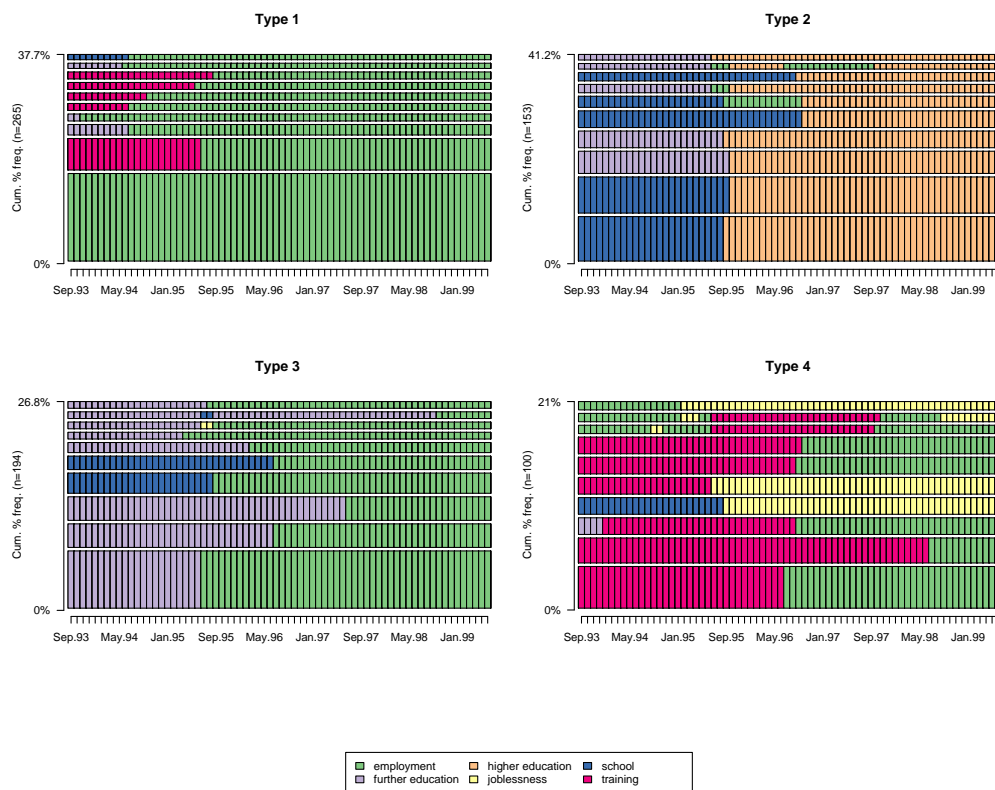 Type 1
37.7%
Cum. % freq. (n=265)
0%
Sep.93 May.94 Jan.95 Sep.95 May.96 Jan.97 Sep.97 May.98 Jan.99
Type 2
41.2%
Cum. % freq. (n=153)
0%
Sep.93 May.94 Jan.95 Sep.95 May.96 Jan.97 Sep.97 May.98 Jan.99
Type 3
26.8%
Cum. % freq. (n=194)
0%
Sep.93 May.94 Jan.95 Sep.95 May.96 Jan.97 Sep.97 May.98 Jan.99
Type 4
21%
Cum. % freq. (n=100)
0%
Sep.93 May.94 Jan.95 Sep.95 May.96 Jan.97 Sep.97 May.98 Jan.99
employment higher education school
further education joblessness training